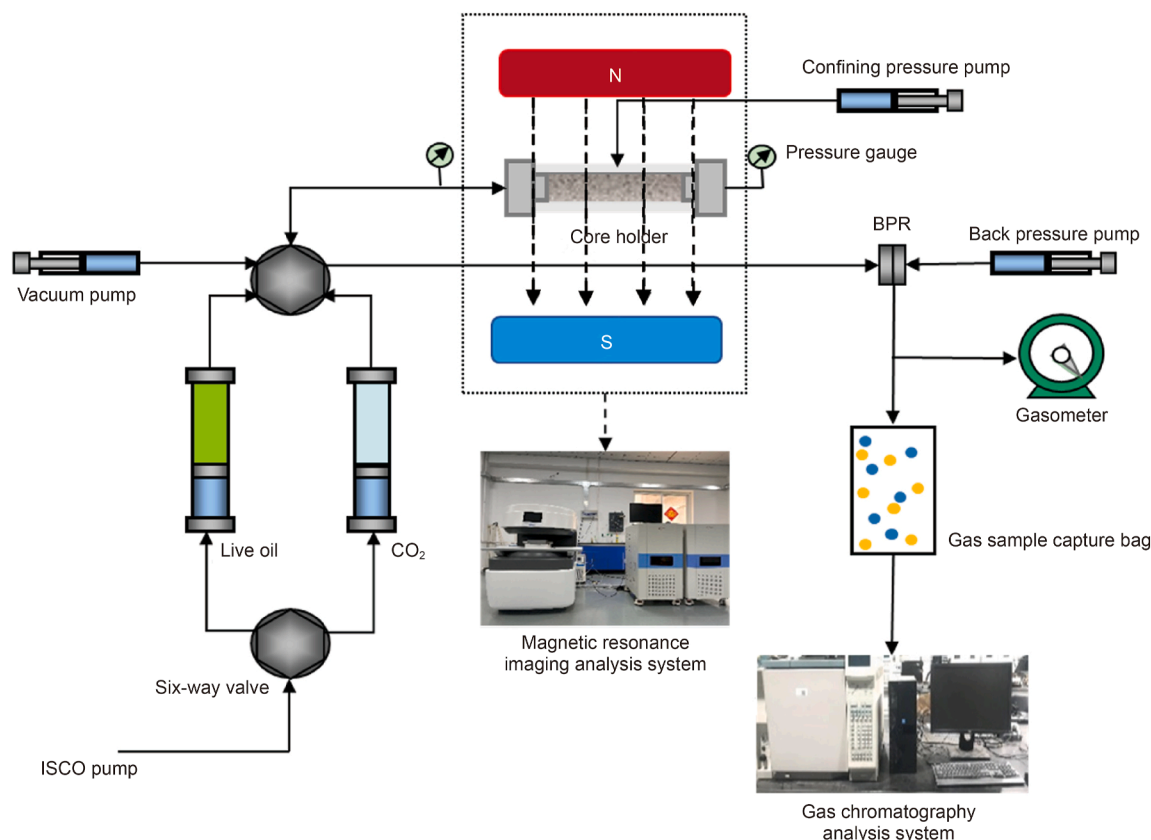 N
Confining pressure pump
Pressure gauge
Core holder
BPR
Back pressure pump
Vacuum pump
S
Gasometer
Live oil
CO₂
Gas sample capture bag
Magnetic resonance
imaging analysis system
Six-way valve
ISCO pump
Gas chromatography
analysis system